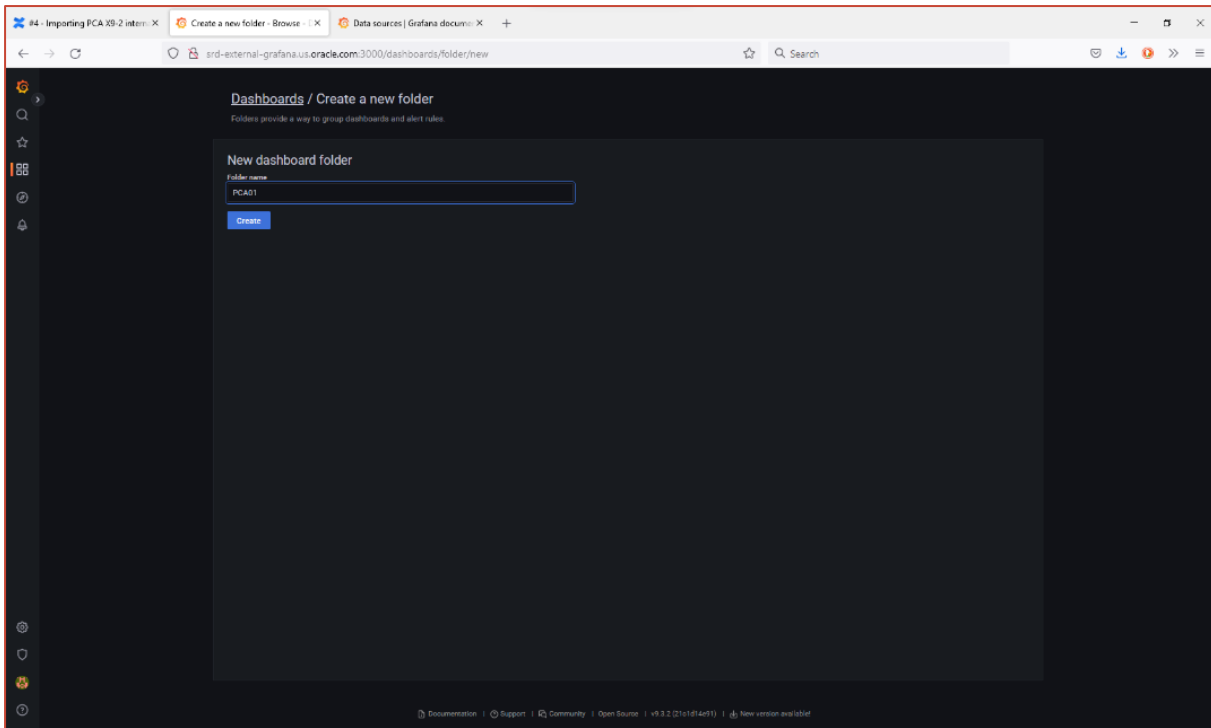 #4 - Importing PCA X9-2 intern
Create a new folder - Browse -
Data sources | Grafana documen
srd-external-grafana.us.oracle.com:3000/dashboards/folder/new
Search
Dashboards / Create a new folder
Folders provide a way to group dashboards and alert rules.
New dashboard folder
Folder name
PCA01
Create
Documentation | Support | Community | Open Source | v9.3.2 (21c1d14e91) | New version available!